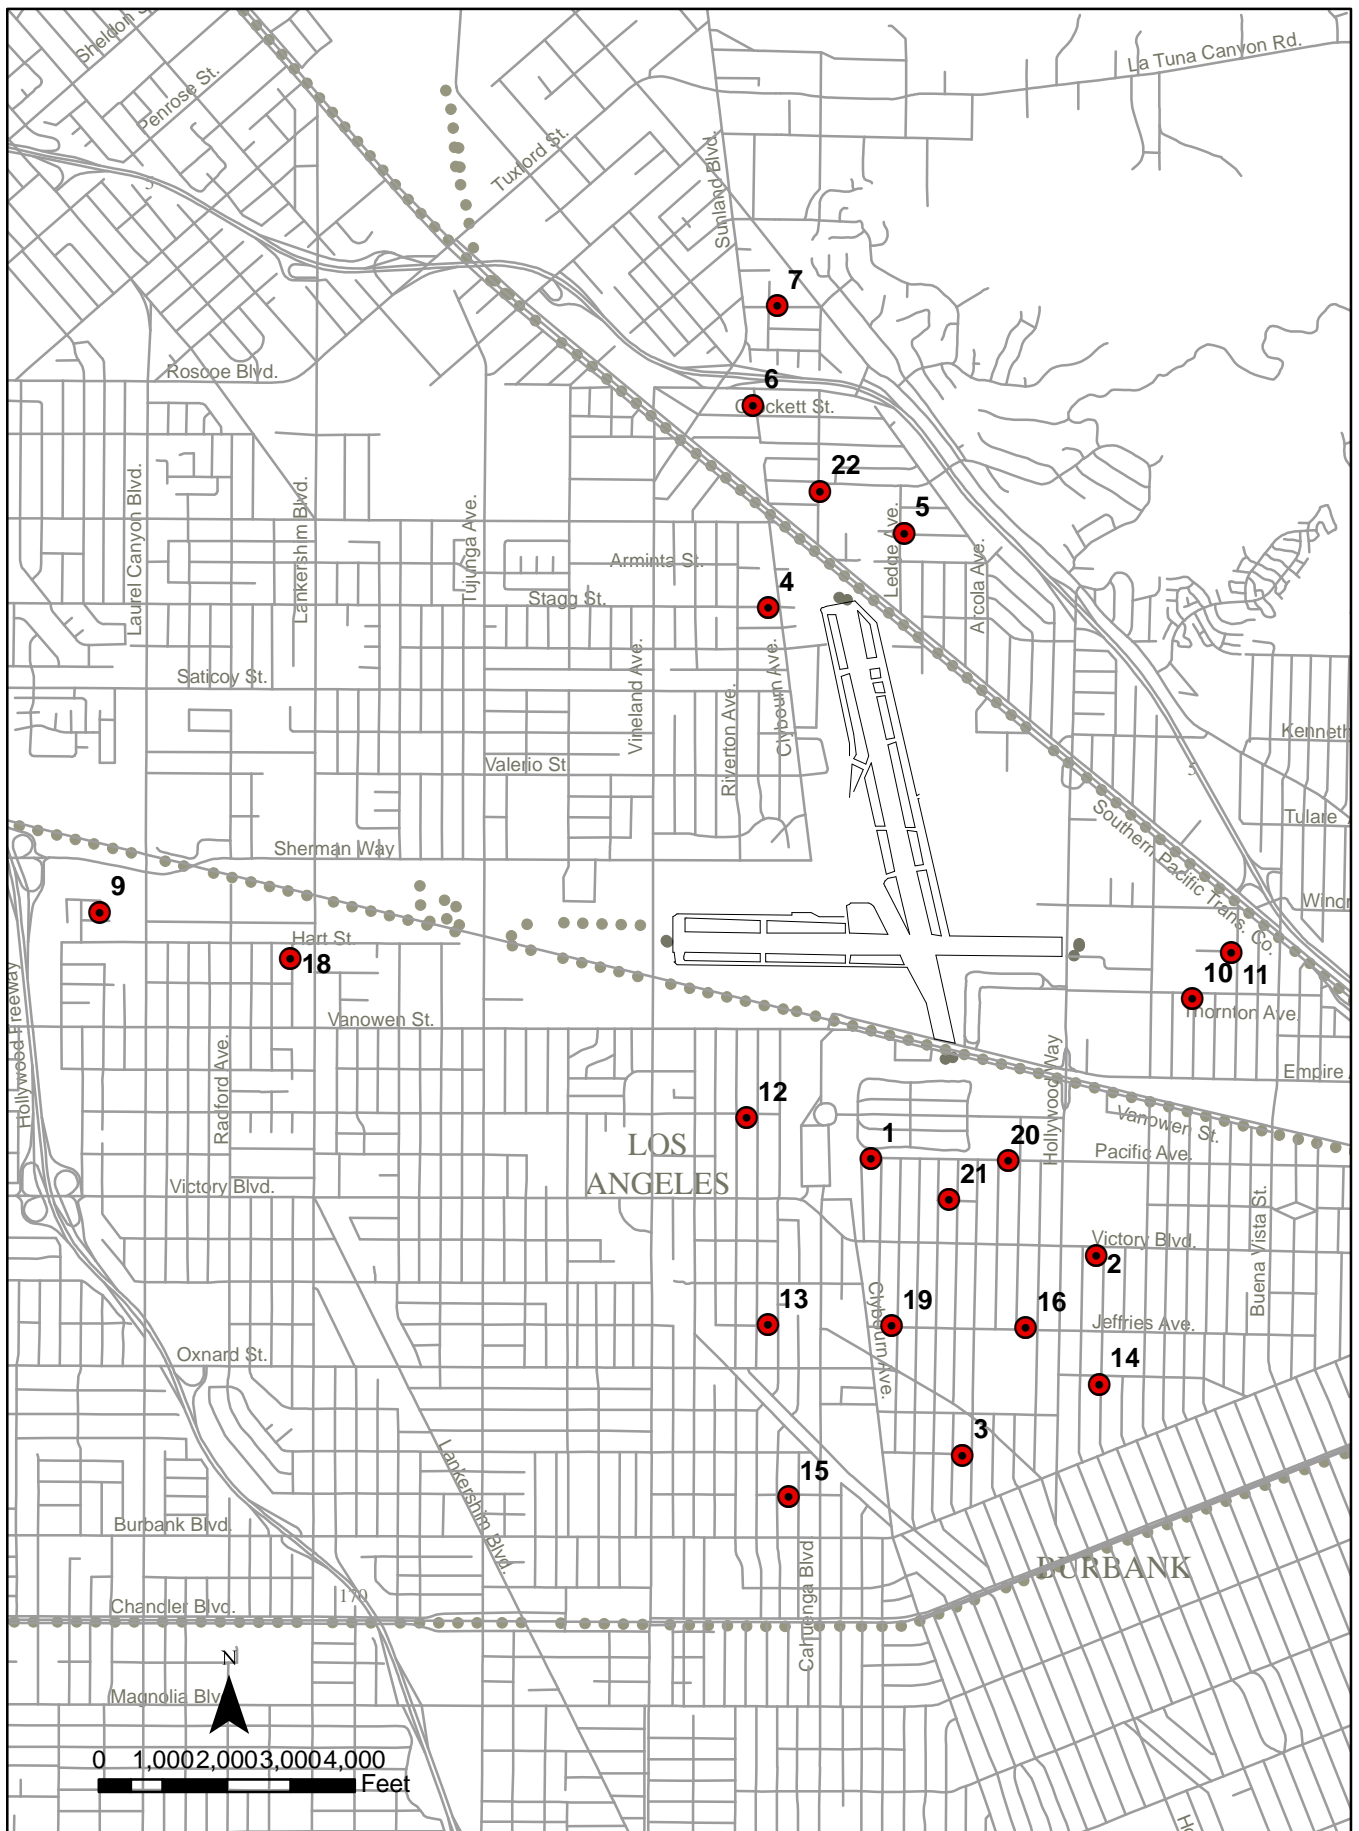 Sheldon
La Tuna Canyon Rd.
Penrose St.
Tuxford St.
5
Sunland Blvd.
7
Roscoe Blvd.
6
Crockett St.
22
5
Laurel Canyon Blvd.
Lankershim Blvd.
Tujunga Ave.
Ledge Ave.
Arcola Ave.
Arminta St.
4
Stagg St.
Saticoy St.
Vineland Ave.
Riverton Ave.
Clybourn Ave.
Kenneth
Valerio St
5
Southern Pacific Trans. Co.
Tulare
Sherman Way
9
Hart St.
18
10
11
Thornton Ave.
Vanowen St.
Hollywood Freeway
Radford Ave.
Hollywood Way
Empire
12
Vanowen St.
LOS
ANGELES
1
20
Pacific Ave.
21
Victory Blvd.
Victory Blvd.
2
Buena Vista St.
13
Clybourn Ave.
19
16
Jeffries Ave.
Oxnard St.
14
3
Lankershim Blvd.
15
Burbank Blvd.
Cahuenga Blvd.
BURBANK
170
Chandler Blvd.
N
Magnolia Blv
0 1,000 2,000 3,000 4,000
Feet